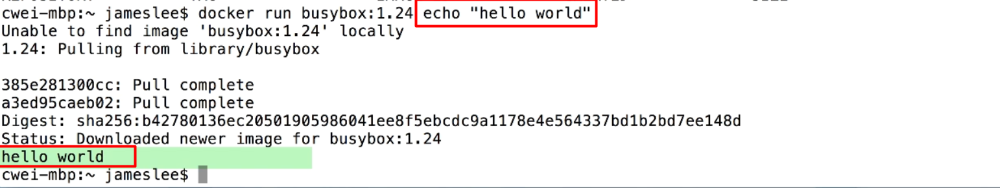 cwei-mbp:~ jameslee$ docker run busybox:1.24 echo "hello world"
Unable to find image 'busybox:1.24' locally
1.24: Pulling from library/busybox
385e281300cc: Pull complete
a3ed95caeb02: Pull complete
Digest: sha256:b42780136ec20501905986041ee8f5ebcdc9a1178e4e564337bd1b2bd7ee148d
Status: Downloaded newer image for busybox:1.24
hello world
cwei-mbp:~ jameslee$